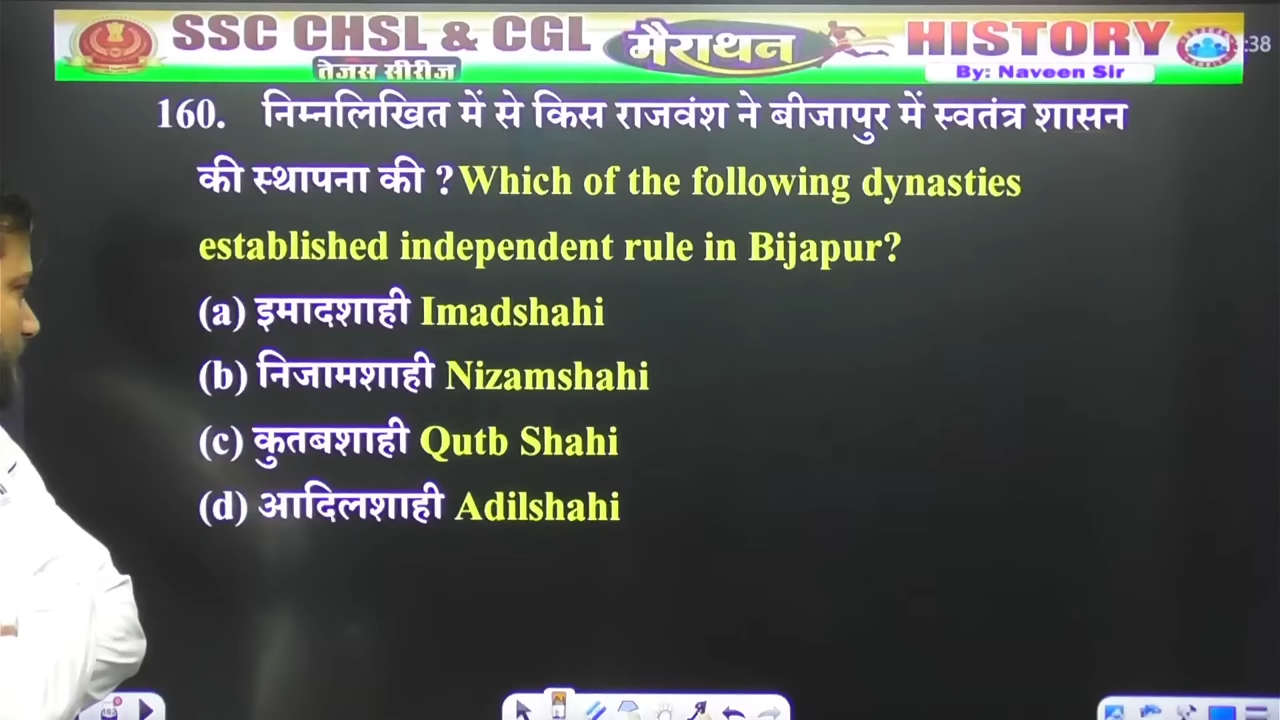 SSC CHSL & CGL मैराथन HISTORY :38
तेजस सीरीज By: Naveen Sir
160. निम्नलिखित में से किस राजवंश ने बीजापुर में स्वतंत्र शासन
की स्थापना की ? Which of the following dynasties
established independent rule in Bijapur?
(a) इमादशाही Imadshahi
(b) निजामशाही Nizamshahi
(c) कुतबशाही Qutb Shahi
(d) आदिलशाही Adilshahi